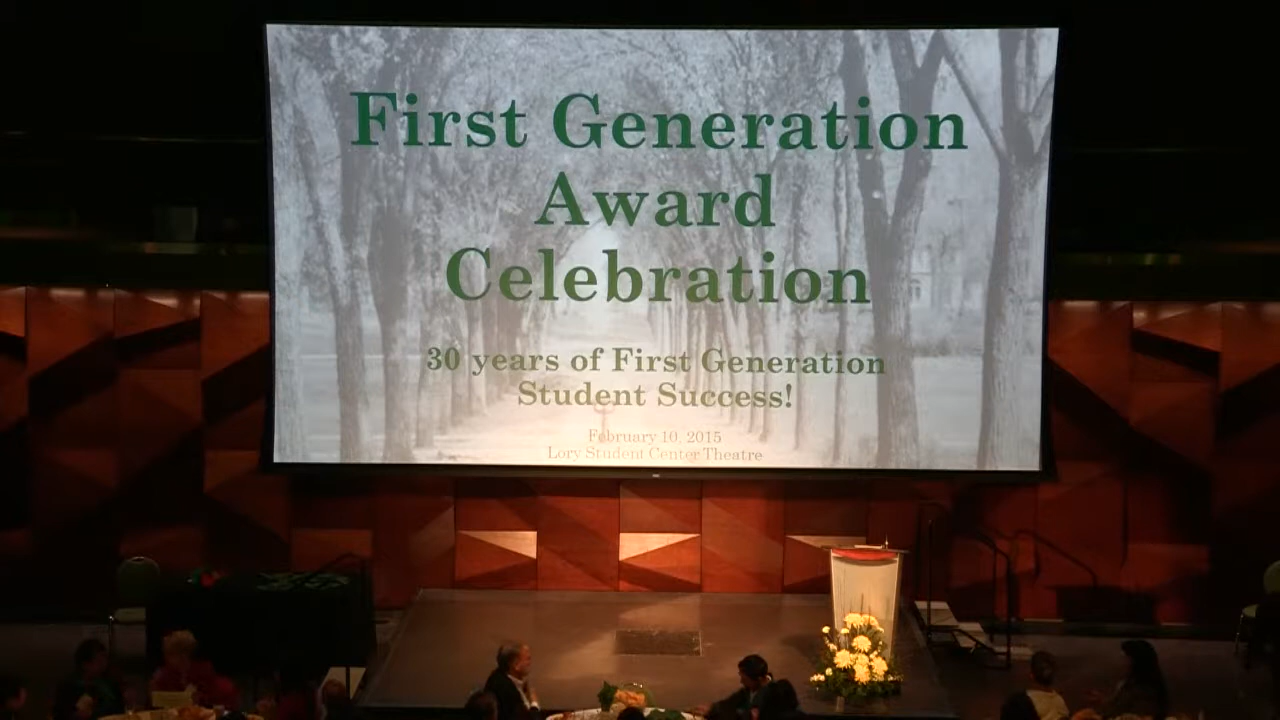 First Generation
Award
Celebration
30 years of First Generation
Student Success!
February 10, 2015
Lory Student Center Theatre